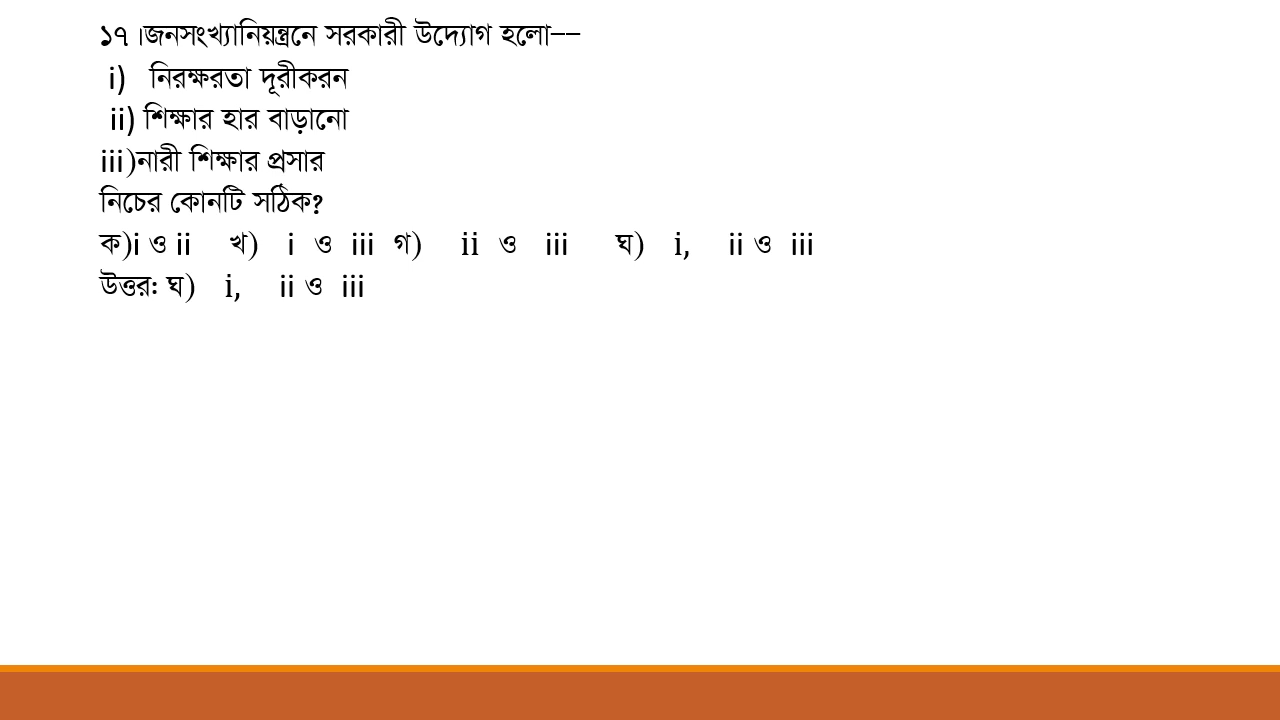 ১৭।জনসংখ্যানিয়ন্ত্রনে সরকারী উদ্যোগ হলো––
i) নিরক্ষরতা দূরীকরন
ii) শিক্ষার হার বাড়ানো
iii)নারী শিক্ষার প্রসার
নিচের কোনটি সঠিক?
ক)i ও ii খ) i ও iii গ) ii ও iii ঘ) i, ii ও iii
উত্তর: ঘ) i, ii ও iii